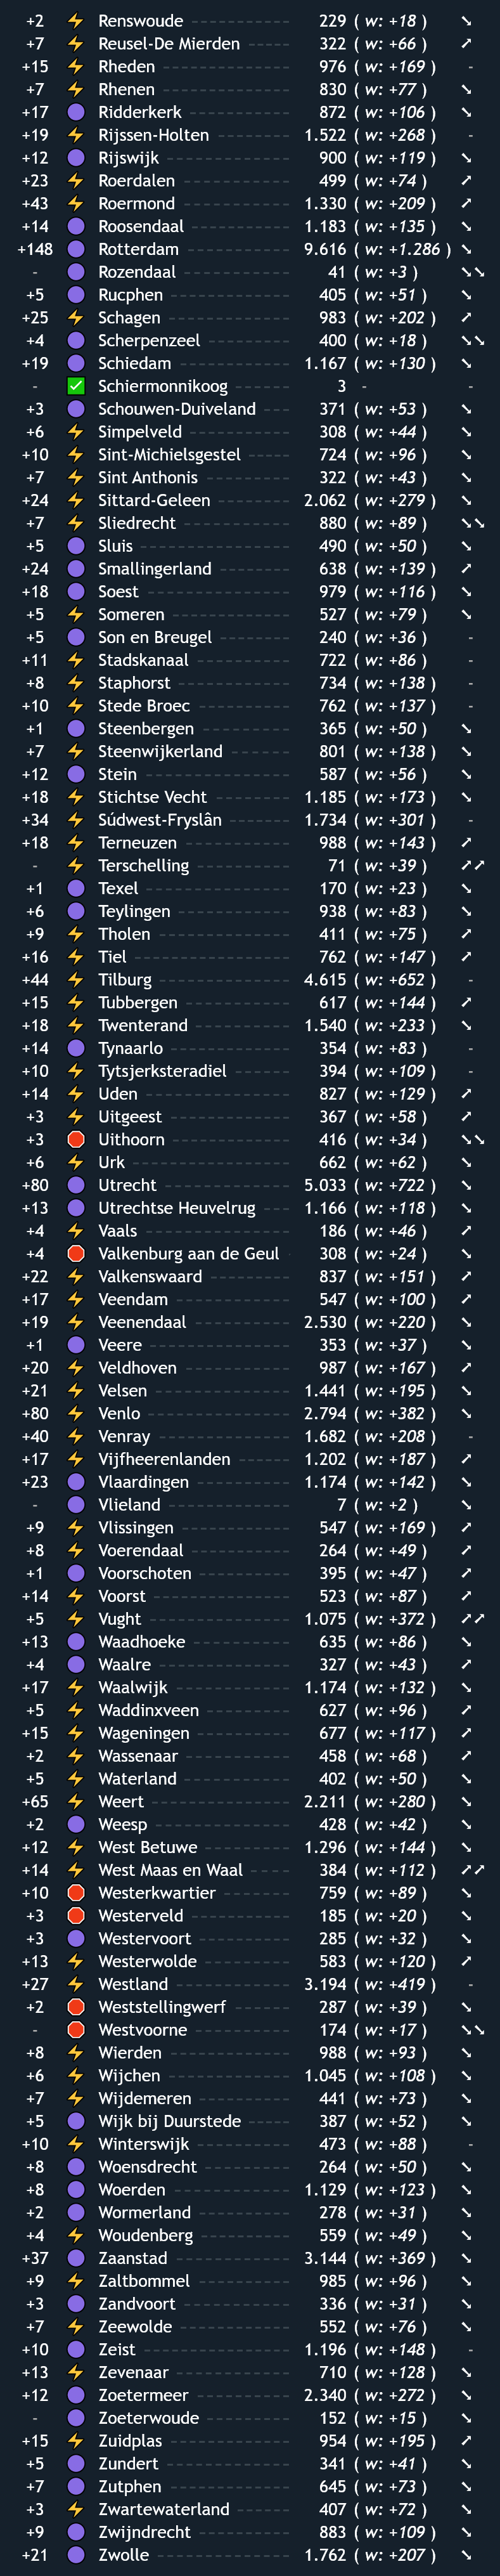 +2 ⚡ Renswoude 229 ( w: +18 ) ↘
+7 ⚡ Reusel-De Mierden 322 ( w: +66 ) ↗
+15 ⚡ Rheden 976 ( w: +169 ) -
+7 ⚡ Rhenen 830 ( w: +77 ) ↘
+17 🟣 Ridderkerk 872 ( w: +106 ) ↘
+19 ⚡ Rijssen-Holten 1.522 ( w: +268 ) -
+12 🟣 Rijswijk 900 ( w: +119 ) ↘
+23 ⚡ Roerdalen 499 ( w: +74 ) ↗
+43 ⚡ Roermond 1.330 ( w: +209 ) ↗
+14 🟣 Roosendaal 1.183 ( w: +135 ) ↘
+148 🟣 Rotterdam 9.616 ( w: +1.286 ) ↘
- 🟣 Rozendaal 41 ( w: +3 ) ↘↘
+5 🟣 Rucphen 405 ( w: +51 ) ↘
+25 ⚡ Schagen 983 ( w: +202 ) ↗
+4 🟣 Scherpenzeel 400 ( w: +18 ) ↘↘
+19 🟣 Schiedam 1.167 ( w: +130 ) ↘
- ✅ Schiermonnikoog 3 - -
+3 🟣 Schouwen-Duiveland 371 ( w: +53 ) ↘
+6 ⚡ Simpelveld 308 ( w: +44 ) ↘
+10 ⚡ Sint-Michielsgestel 724 ( w: +96 ) ↘
+7 ⚡ Sint Anthonis 322 ( w: +43 ) ↘
+24 ⚡ Sittard-Geleen 2.062 ( w: +279 ) ↘
+7 ⚡ Sliedrecht 880 ( w: +89 ) ↘↘
+5 🟣 Sluis 490 ( w: +50 ) ↘
+24 🟣 Smallingerland 638 ( w: +139 ) ↗
+18 🟣 Soest 979 ( w: +116 ) ↘
+5 ⚡ Someren 527 ( w: +79 ) ↘
+5 🟣 Son en Breugel 240 ( w: +36 ) -
+11 ⚡ Stadskanaal 722 ( w: +86 ) -
+8 ⚡ Staphorst 734 ( w: +138 ) -
+10 ⚡ Stede Broec 762 ( w: +137 ) -
+1 🟣 Steenbergen 365 ( w: +50 ) ↘
+7 ⚡ Steenwijkerland 801 ( w: +138 ) ↘
+12 🟣 Stein 587 ( w: +56 ) ↘
+18 ⚡ Stichtse Vecht 1.185 ( w: +173 ) ↘
+34 ⚡ Súdwest-Fryslân 1.734 ( w: +301 ) -
+18 ⚡ Terneuzen 988 ( w: +143 ) ↗
- ⚡ Terschelling 71 ( w: +39 ) ↗↗
+1 🟣 Texel 170 ( w: +23 ) ↘
+6 🟣 Teylingen 938 ( w: +83 ) ↘
+9 ⚡ Tholen 411 ( w: +75 ) ↗
+16 ⚡ Tiel 762 ( w: +147 ) ↗
+44 ⚡ Tilburg 4.615 ( w: +652 ) -
+15 ⚡ Tubbergen 617 ( w: +144 ) ↗
+18 ⚡ Twenterand 1.540 ( w: +233 ) ↘
+14 🟣 Tynaarlo 354 ( w: +83 ) -
+10 ⚡ Tytsjerksteradiel 394 ( w: +109 ) -
+14 ⚡ Uden 827 ( w: +129 ) ↗
+3 ⚡ Uitgeest 367 ( w: +58 ) ↗
+3 🛑 Uithoorn 416 ( w: +34 ) ↘↘
+6 ⚡ Urk 662 ( w: +62 ) ↘
+80 🟣 Utrecht 5.033 ( w: +722 ) ↘
+13 🟣 Utrechtse Heuvelrug 1.166 ( w: +118 ) ↘
+4 ⚡ Vaals 186 ( w: +46 ) ↗
+4 🛑 Valkenburg aan de Geul 308 ( w: +24 ) ↘
+22 ⚡ Valkenswaard 837 ( w: +151 ) ↗
+17 ⚡ Veendam 547 ( w: +100 ) ↗
+19 ⚡ Veenendaal 2.530 ( w: +220 ) ↘
+1 🟣 Veere 353 ( w: +37 ) ↘
+20 ⚡ Veldhoven 987 ( w: +167 ) ↗
+21 ⚡ Velsen 1.441 ( w: +195 ) ↘
+80 ⚡ Venlo 2.794 ( w: +382 ) ↘
+40 ⚡ Venray 1.682 ( w: +208 ) -
+17 ⚡ Vijfheerenlanden 1.202 ( w: +187 ) ↗
+23 🟣 Vlaardingen 1.174 ( w: +142 ) ↘
- 🟣 Vlieland 7 ( w: +2 ) ↘
+9 ⚡ Vlissingen 547 ( w: +169 ) ↗
+8 ⚡ Voerendaal 264 ( w: +49 ) ↗
+1 🟣 Voorschoten 395 ( w: +47 ) ↗
+14 ⚡ Voorst 523 ( w: +87 ) ↗
+5 ⚡ Vught 1.075 ( w: +372 ) ↗↗
+13 🟣 Waadhoeke 635 ( w: +86 ) ↘
+4 🟣 Waalre 327 ( w: +43 ) ↗
+17 ⚡ Waalwijk 1.174 ( w: +132 ) ↘
+5 ⚡ Waddinxveen 627 ( w: +96 ) ↗
+15 ⚡ Wageningen 677 ( w: +117 ) ↗
+2 ⚡ Wassenaar 458 ( w: +68 ) ↗
+5 ⚡ Waterland 402 ( w: +50 ) ↘
+65 ⚡ Weert 2.211 ( w: +280 ) ↘
+2 🟣 Weesp 428 ( w: +42 ) ↘
+12 ⚡ West Betuwe 1.296 ( w: +144 ) ↘
+14 ⚡ West Maas en Waal 384 ( w: +112 ) ↗↗
+10 🛑 Westerkwartier 759 ( w: +89 ) ↘
+3 🛑 Westerveld 185 ( w: +20 ) ↘
+3 🟣 Westervoort 285 ( w: +32 ) ↘
+13 ⚡ Westerwolde 583 ( w: +120 ) ↗
+27 ⚡ Westland 3.194 ( w: +419 ) -
+2 🛑 Weststellingwerf 287 ( w: +39 ) ↘
- 🛑 Westvoorne 174 ( w: +17 ) ↘↘
+8 ⚡ Wierden 988 ( w: +93 ) ↘
+6 ⚡ Wijchen 1.045 ( w: +108 ) ↘
+7 ⚡ Wijdemeren 441 ( w: +73 ) ↘
+5 🟣 Wijk bij Duurstede 387 ( w: +52 ) ↘
+10 ⚡ Winterswijk 473 ( w: +88 ) -
+8 🟣 Woensdrecht 264 ( w: +50 ) ↘
+8 🟣 Woerden 1.129 ( w: +123 ) ↘
+2 🟣 Wormerland 278 ( w: +31 ) ↘
+4 ⚡ Woudenberg 559 ( w: +49 ) ↘
+37 🟣 Zaanstad 3.144 ( w: +369 ) ↘
+9 ⚡ Zaltbommel 985 ( w: +96 ) ↘
+3 🟣 Zandvoort 336 ( w: +31 ) ↘
+7 ⚡ Zeewolde 552 ( w: +76 ) ↘
+10 🟣 Zeist 1.196 ( w: +148 ) -
+13 ⚡ Zevenaar 710 ( w: +128 ) ↘
+12 🟣 Zoetermeer 2.340 ( w: +272 ) ↘
- 🟣 Zoeterwoude 152 ( w: +15 ) ↘
+15 ⚡ Zuidplas 954 ( w: +195 ) ↗
+5 🟣 Zundert 341 ( w: +41 ) ↘
+7 🟣 Zutphen 645 ( w: +73 ) ↘
+3 ⚡ Zwartewaterland 407 ( w: +72 ) ↘
+9 🟣 Zwijndrecht 883 ( w: +109 ) ↘
+21 🟣 Zwolle 1.762 ( w: +207 ) ↘